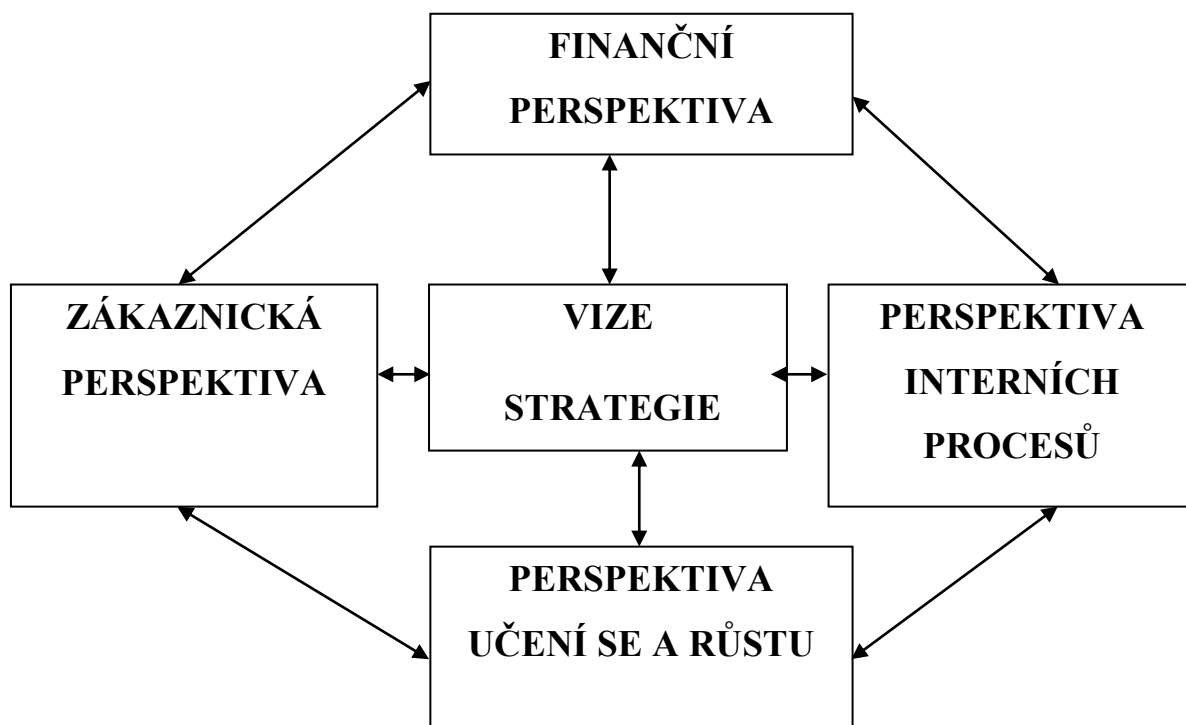 FINANČNÍ
PERSPEKTIVA
ZÁKAZNICKÁ
PERSPEKTIVA
VIZE
STRATEGIE
PERSPEKTIVA
INTERNÍCH
PROCESŮ
PERSPEKTIVA
UČENÍ SE A RŮSTU